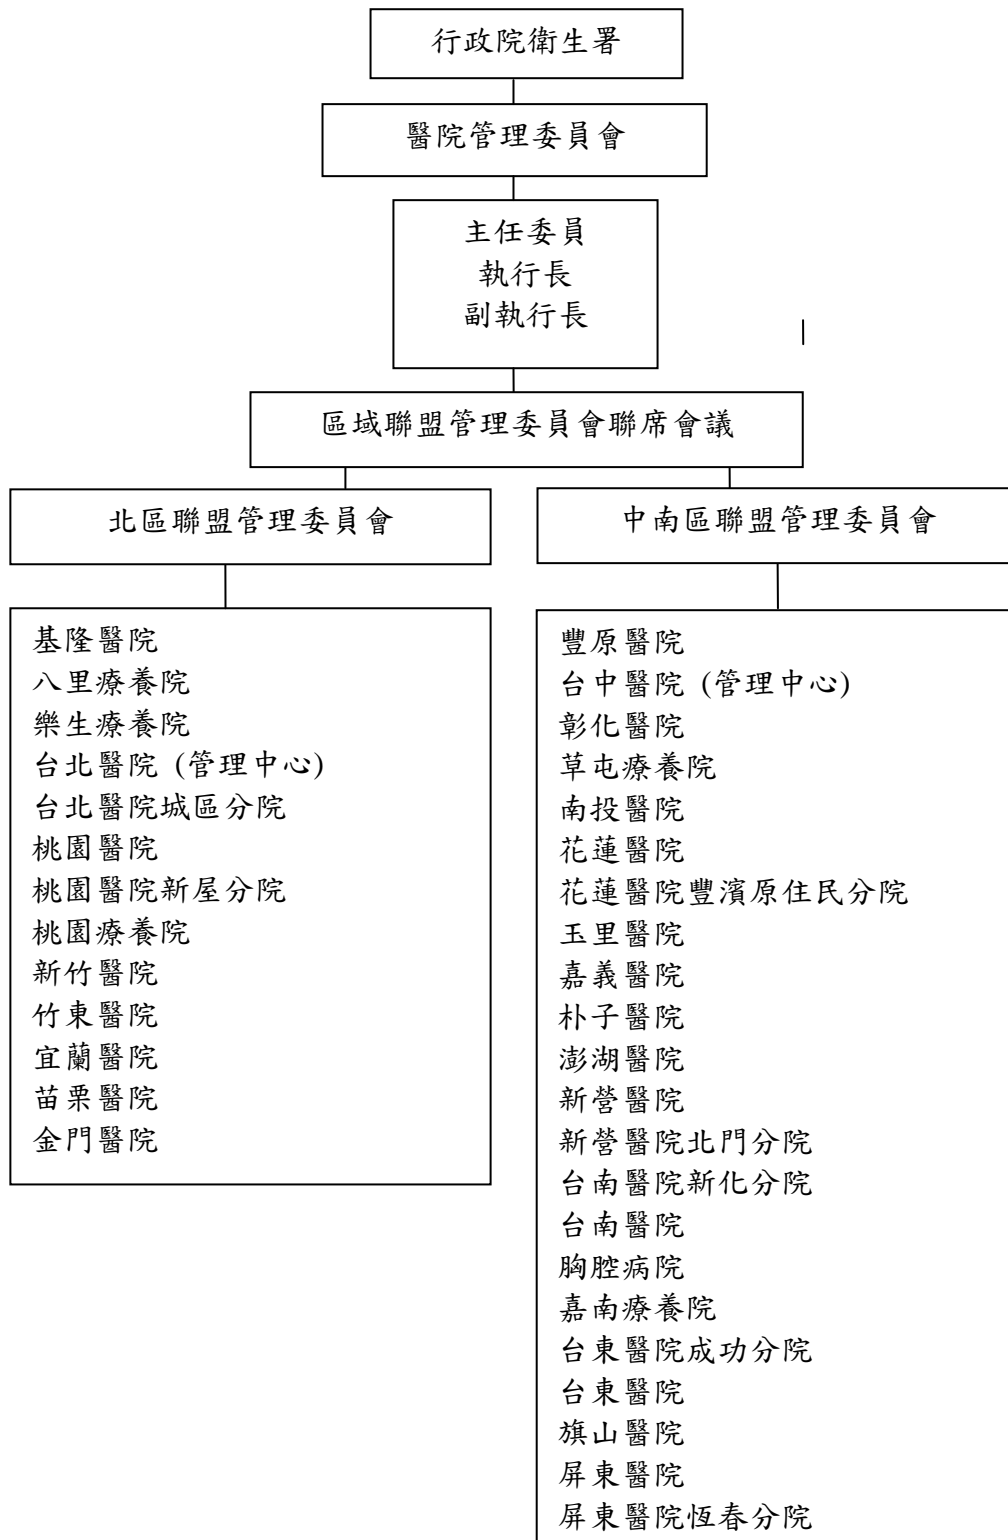 行政院衛生署
醫院管理委員會
主任委員
執行長
副執行長
區域聯盟管理委員會聯席會議
北區聯盟管理委員會
基隆醫院
八里療養院
樂生療養院
台北醫院 (管理中心)
台北醫院城區分院
桃園醫院
桃園醫院新屋分院
桃園療養院
新竹醫院
竹東醫院
宜蘭醫院
苗栗醫院
金門醫院
中南區聯盟管理委員會
豐原醫院
台中醫院 (管理中心)
彰化醫院
草屯療養院
南投醫院
花蓮醫院
花蓮醫院豐濱原住民分院
玉里醫院
嘉義醫院
朴子醫院
澎湖醫院
新營醫院
新營醫院北門分院
台南醫院新化分院
台南醫院
胸腔病院
嘉南療養院
台東醫院成功分院
台東醫院
旗山醫院
屏東醫院
屏東醫院恆春分院